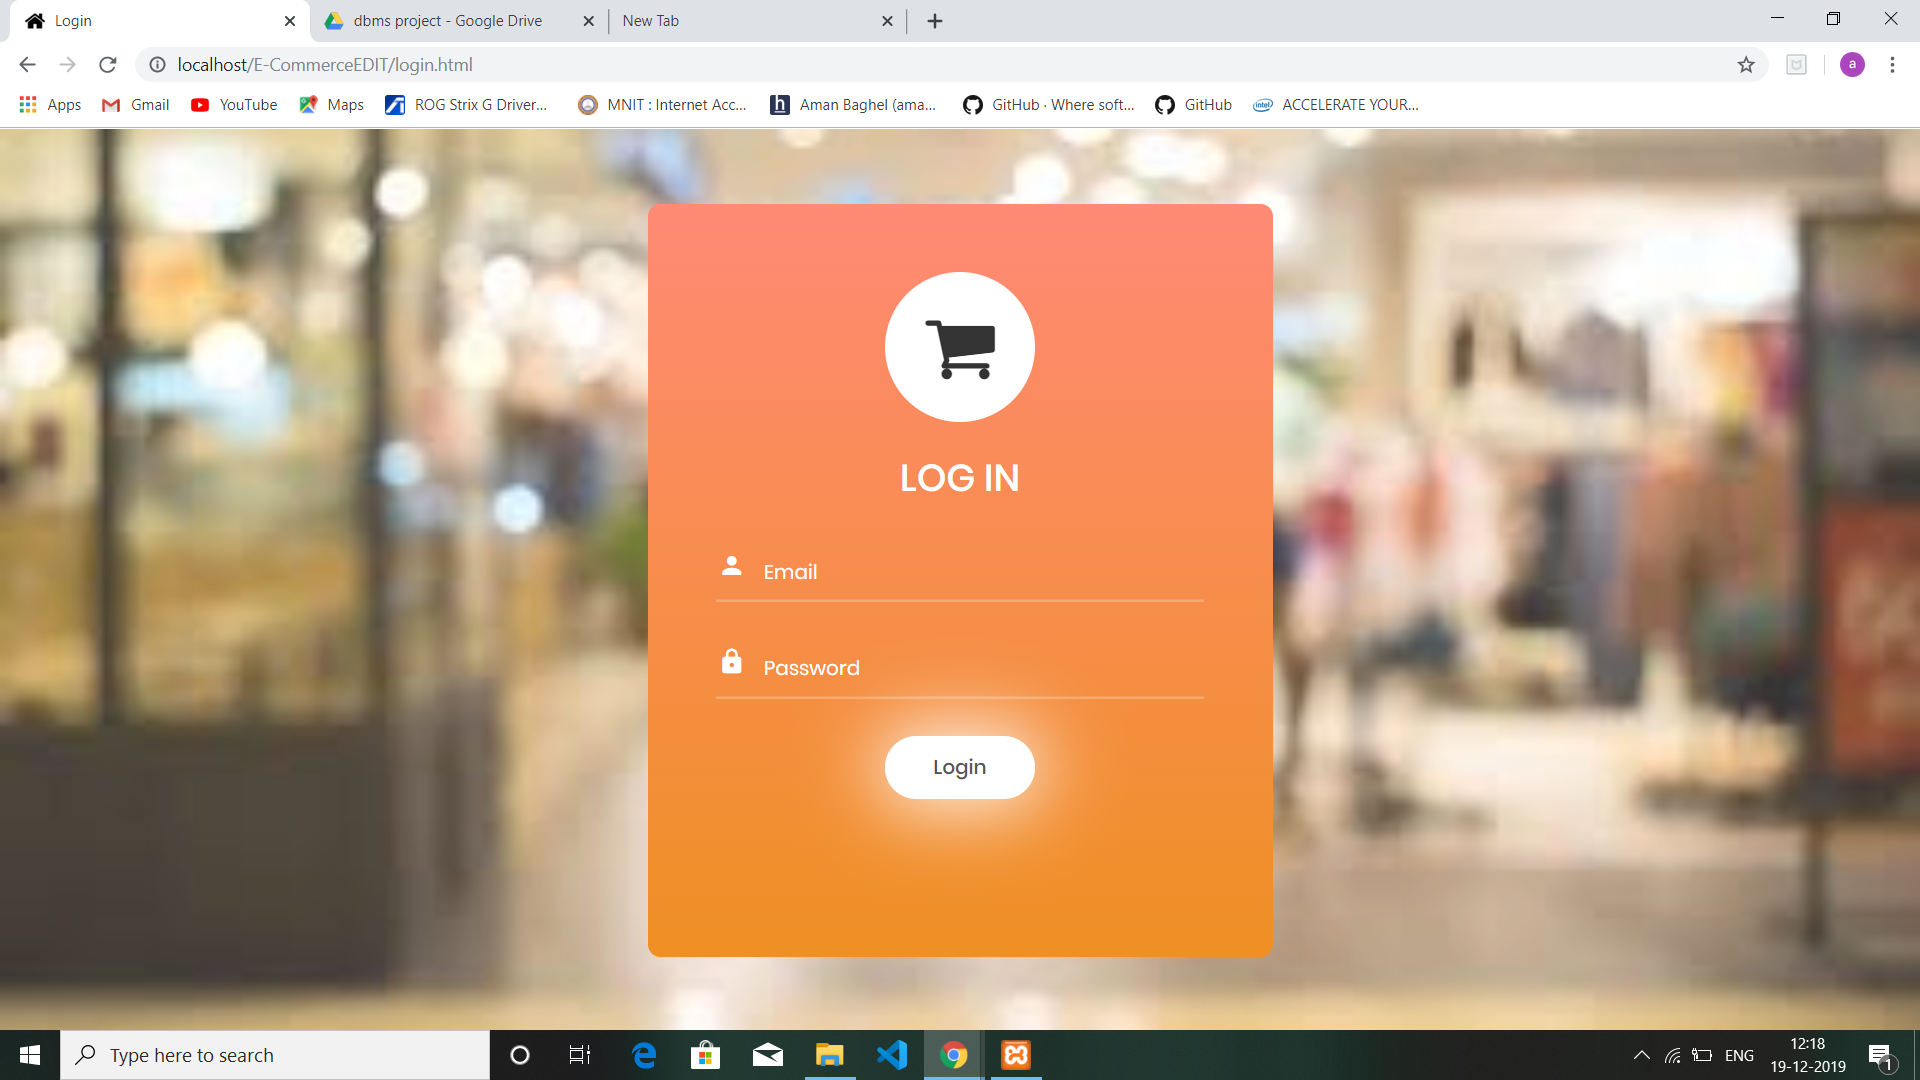 Login
dbms project - Google Drive
New Tab
localhost/E-CommerceEDIT/login.html
a
Apps
Gmail
YouTube
Maps
ROG Strix G Driver...
MNIT : Internet Acc...
h
Aman Baghel (ama...
GitHub · Where soft...
GitHub
intel
ACCELERATE YOUR...
LOG IN
Email
Password
Login
Type here to search
ENG
12:18
19-12-2019
1